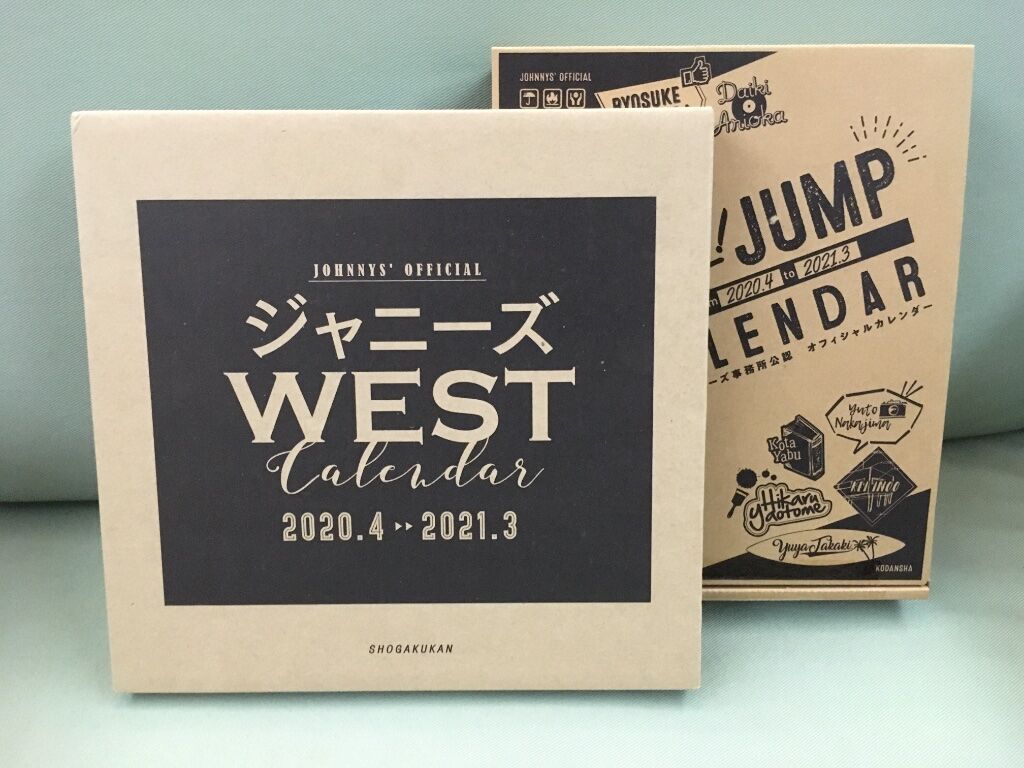 JOHNNYS' OFFICIAL
ジャニーズ
WEST
Calendar
2020.4 ▸▸ 2021.3
SHOGAKUKAN
JOHNNYS' OFFICIAL
RYOSUKE
Daiki
Arioka
! JUMP
2020.4 to 2021.3
LENDAR
ーズ事務所公認 オフィシャルカレンダー
Yuto
Nakajima
Kota
Yabu
Hikaru
Yaotome
Yuya Takaki
KODANSHA